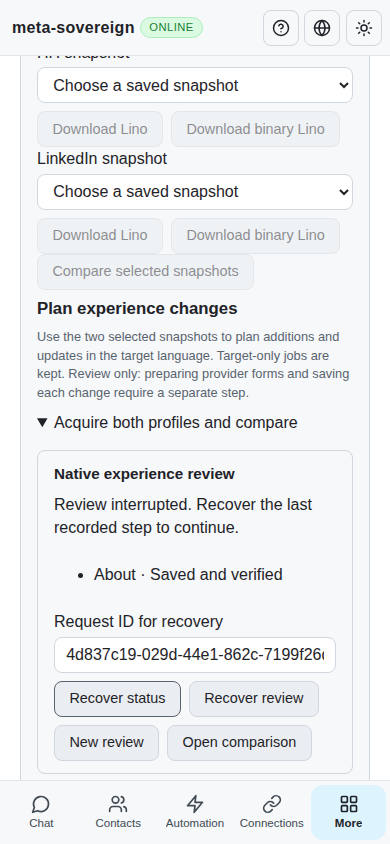 meta-sovereign ONLINE
snapshot
Choose a saved snapshot
Download Lino Download binary Lino
LinkedIn snapshot
Choose a saved snapshot
Download Lino Download binary Lino
Compare selected snapshots
Plan experience changes
Use the two selected snapshots to plan additions and
updates in the target language. Target-only jobs are
kept. Review only: preparing provider forms and saving
each change require a separate step.
▼ Acquire both profiles and compare
Native experience review
Review interrupted. Recover the last
recorded step to continue.
• About · Saved and verified
Request ID for recovery
4d837c19-029d-44e1-862c-7199f26
Recover status Recover review
New review Open comparison
Chat Contacts Automation Connections More